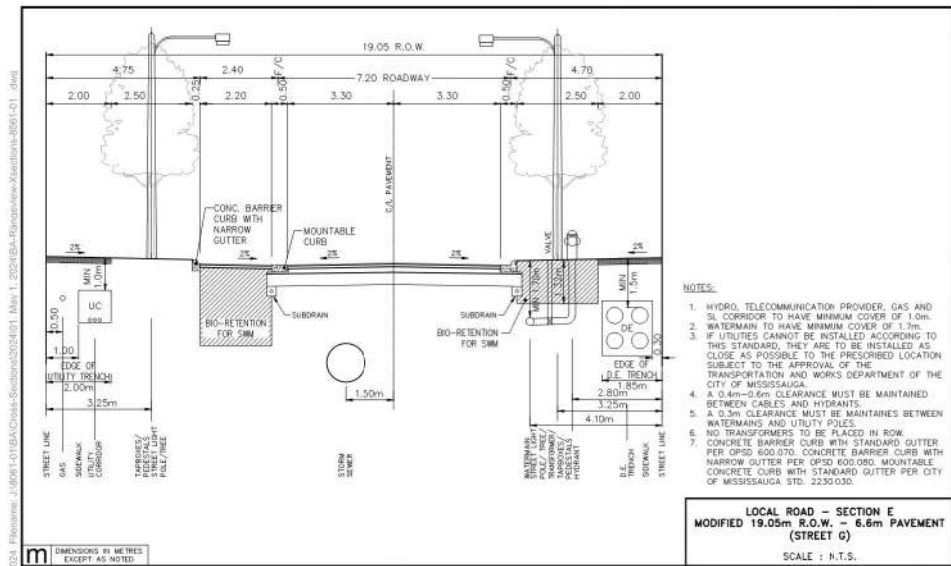 19.05 R.O.W.
4.75
2.40
F/C
7.20 ROADWAY
F/C
4.70
2.00
2.50
0.25
2.20
0.50
3.30
3.30
0.50
2.50
2.00
CONC. BARRIER
CURB WITH
NARROW
GUTTER
MOUNTABLE
CURB
C/L PAVEMENT
VALVE
2%
2%
2%
2%
2%
MIN
1.0m
UC
0.50
1.00
EDGE OF
UTILITY TRENCH
2.00m
3.25m
BIO-RETENTION
FOR SWM
SUBDRAIN
1.50m
SUBDRAIN
BIO-RETENTION
FOR SWM
MIN 1.70m
1.32m
MIN
1.5m
DE
0.30
EDGE OF
D.E. TRENCH
1.85m
2.80m
3.25m
4.10m
STREET LINE
GAS
SIDEWALK
UTILITY
CORRIDOR
TAPBOXES/
PEDESTALS
STREET LIGHT
POLE/TREE
STORM
SEWER
WATERMAIN
STREET LIGHT
POLE/ TREE/
TRANSFORMER/
TAPBOXES/
PEDESTALS
HYDRANT
D.E.
TRENCH
SIDEWALK
STREET LINE
NOTES:
1. HYDRO, TELECOMMUNICATION PROVIDER, GAS AND
SL CORRIDOR TO HAVE MINIMUM COVER OF 1.0m.
2. WATERMAIN TO HAVE MINIMUM COVER OF 1.7m.
3. IF UTILITIES CANNOT BE INSTALLED ACCORDING TO
THIS STANDARD, THEY ARE TO BE INSTALLED AS
CLOSE AS POSSIBLE TO THE PRESCRIBED LOCATION
SUBJECT TO THE APPROVAL OF THE
TRANSPORTATION AND WORKS DEPARTMENT OF THE
CITY OF MISSISSAUGA.
4. A 0.4m-0.6m CLEARANCE MUST BE MAINTAINED
BETWEEN CABLES AND HYDRANTS.
5. A 0.3m CLEARANCE MUST BE MAINTAINES BETWEEN
WATERMAINS AND UTILITY POLES.
6. NO TRANSFORMERS TO BE PLACED IN ROW.
7. CONCRETE BARRIER CURB WITH STANDARD GUTTER
PER OPSD 600.070. CONCRETE BARRIER CURB WITH
NARROW GUTTER PER OPSD 600.080. MOUNTABLE
CONCRETE CURB WITH STANDARD GUTTER PER CITY
OF MISSISSAUGA STD. 2230.030.
LOCAL ROAD - SECTION E
MODIFIED 19.05m R.O.W. - 6.6m PAVEMENT
(STREET G)
SCALE : N.T.S.
m
DIMENSIONS IN METRES
EXCEPT AS NOTED